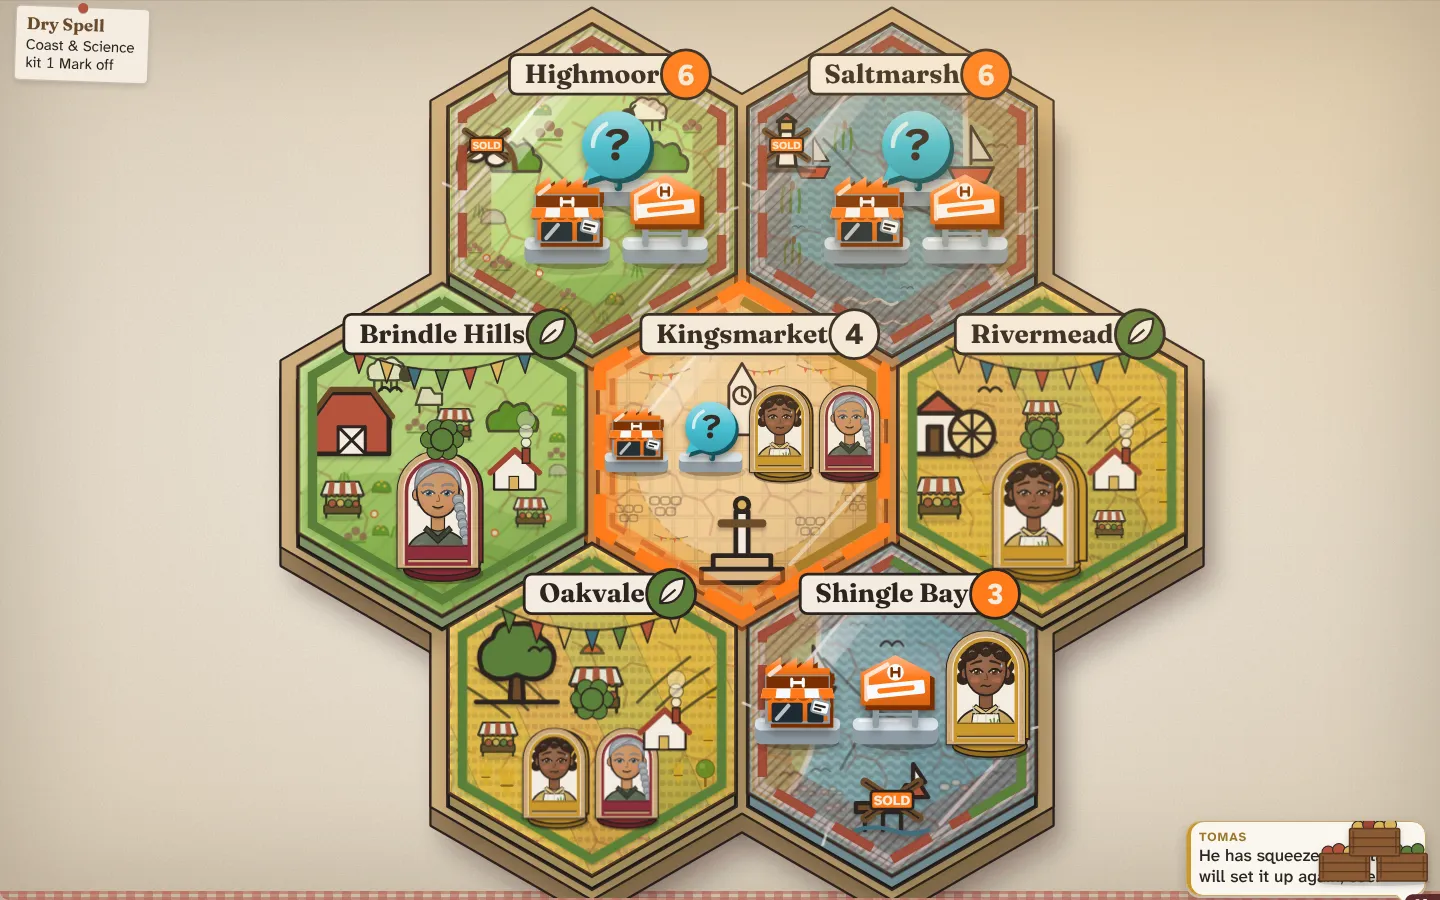 Dry Spell
Coast & Science
kit 1 Mark off
Highmoor 6
Saltmarsh 6
SOLD
SOLD
?
?
H
H
H
H
Brindle Hills
Kingsmarket 4
Rivermead
?
H
Oakvale
Shingle Bay 3
H
H
SOLD
TOMAS
He has squeeze
will set it up